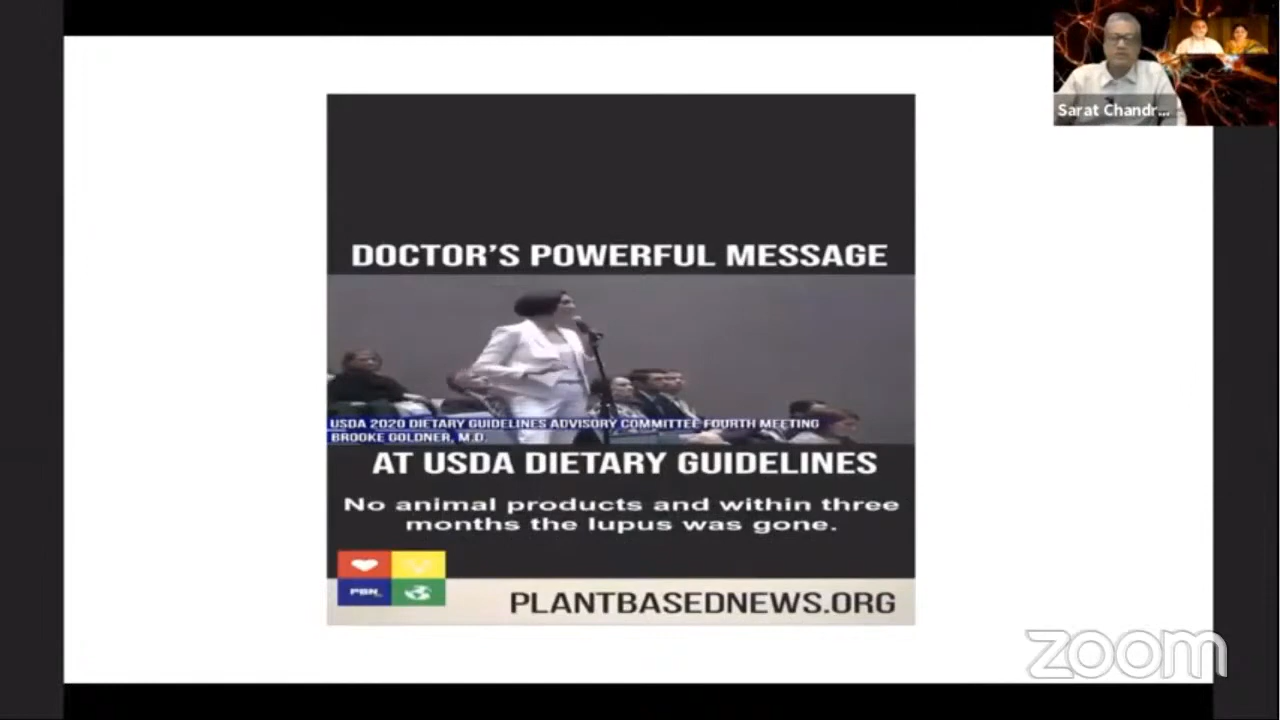 Sarat Chandr...
DOCTOR'S POWERFUL MESSAGE
USDA 2020 DIETARY GUIDELINES ADVISORY COMMITTEE FOURTH MEETING
BROOKE GOLDNER, M.D.
AT USDA DIETARY GUIDELINES
No animal products and within three
months the lupus was gone.
PBN
PLANTBASEDNEWS.ORG
zoom